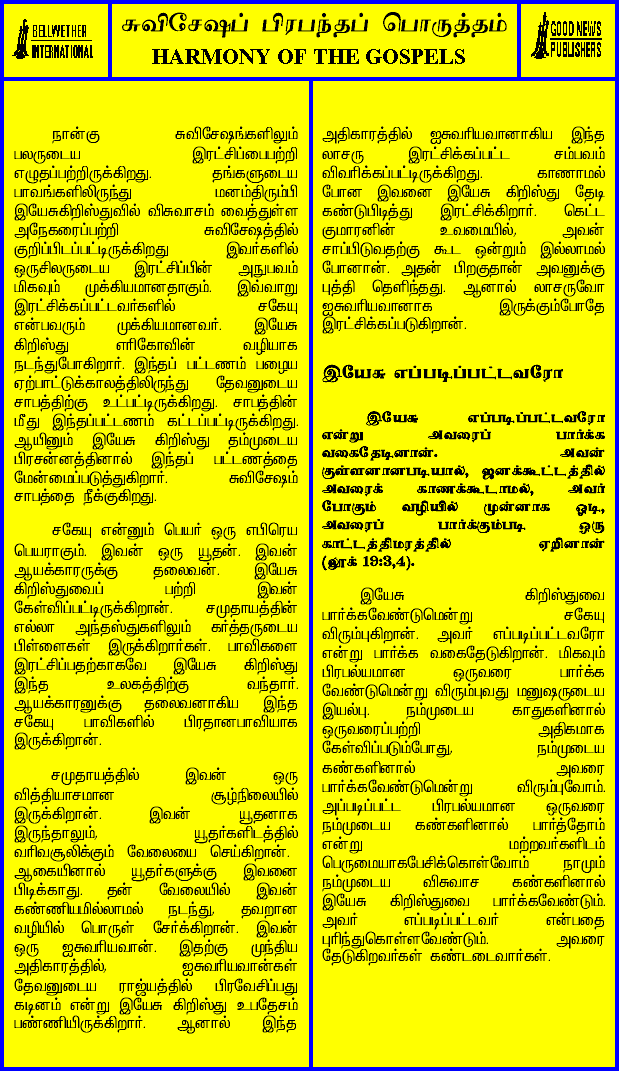 BELLWETHER
INTERNATIONAL
சுவிசேஷப் பிரபந்தப் பொருத்தம்
HARMONY OF THE GOSPELS
GOOD NEWS
PUBLISHERS
நான்கு சுவிசேஷங்களிலும்
பலருடைய இரட்சிப்பைபற்றி
எழுதப்பற்றிருக்கிறது. தங்களுடைய
பாவங்களிலிருந்து மனம்திரும்பி
இயேசுகிறிஸ்துவில் விசுவாசம் வைத்துள்ள
அநேகரைப்பற்றி சுவிசேஷத்தில்
குறிப்பிடப்பட்டிருக்கிறது இவர்களில்
ஒருசிலருடைய இரட்சிப்பின் அநுபவம்
மிகவும் முக்கியமானதாகும். இவ்வாறு
இரட்சிக்கப்பட்டவர்களில் சகேயு
என்பவரும் முக்கியமானவர். இயேசு
கிறிஸ்து எரிகோவின் வழியாக
நடந்துபோகிறார். இந்தப் பட்டணம் பழைய
ஏற்பாட்டுக்காலத்திலிருந்து தேவனுடைய
சாபத்திற்கு உட்பட்டிருக்கிறது. சாபத்தின்
மீது இந்தப்பட்டணம் கட்டப்பட்டிருக்கிறது.
ஆயினும் இயேசு கிறிஸ்து தம்முடைய
பிரசன்னத்தினால் இந்தப் பட்டணத்தை
மேன்மைப்படுத்துகிறார். சுவிசேஷம்
சாபத்தை நீக்குகிறது.
சகேயு என்னும் பெயர் ஒரு எபிரெய
பெயராகும். இவன் ஒரு யூதன். இவன்
ஆயக்காரருக்கு தலைவன். இயேசு
கிறிஸ்துவைப் பற்றி இவன்
கேள்விப்பட்டிருக்கிறான். சமுதாயத்தின்
எல்லா அந்தஸ்துகளிலும் கர்த்தருடைய
பிள்ளைகள் இருக்கிறார்கள். பாவிகளை
இரட்சிப்பதற்காகவே இயேசு கிறிஸ்து
இந்த உலகத்திற்கு வந்தார்.
ஆயக்காரனுக்கு தலைவனாகிய இந்த
சகேயு பாவிகளில் பிரதானபாவியாக
இருக்கிறான்.
சமுதாயத்தில் இவன் ஒரு
வித்தியாசமான சூழ்நிலையில்
இருக்கிறான். இவன் யூதனாக
இருந்தாலும், யூதர்களிடத்தில்
வரிவசூலிக்கும் வேலையை செய்கிறான்.
ஆகையினால் யூதர்களுக்கு இவனை
பிடிக்காது. தன் வேலையில் இவன்
கண்ணியமில்லாமல் நடந்து, தவறான
வழியில் பொருள் சேர்க்கிறான். இவன்
ஒரு ஐசுவரியவான். இதற்கு முந்திய
அதிகாரத்தில், ஐசுவரியவான்கள்
தேவனுடைய ராஜ்யத்தில் பிரவேசிப்பது
கடினம் என்று இயேசு கிறிஸ்து உபதேசம்
பண்ணியிருக்கிறார். ஆனால் இந்த
அதிகாரத்தில் ஐசுவரியவானாகிய இந்த
லாசரு இரட்சிக்கப்பட்ட சம்பவம்
விவரிக்கப்பட்டிருக்கிறது. காணாமல்
போன இவனை இயேசு கிறிஸ்து தேடி
கண்டுபிடித்து இரட்சிக்கிறார். கெட்ட
குமாரனின் உவமையில், அவன்
சாப்பிடுவதற்கு கூட ஒன்றும் இல்லாமல்
போனான். அதன் பிறகுதான் அவனுக்கு
புத்தி தெளிந்தது. ஆனால் லாசருவோ
ஐசுவரியவானாக இருக்கும்போதே
இரட்சிக்கப்படுகிறான்.
இயேசு எப்படிப்பட்டவரோ
இயேசு எப்படிப்பட்டவரோ
என்று அவரைப் பார்க்க
வகைதேடினான். அவன்
குள்ளனானபடியால், ஜனக்கூட்டத்தில்
அவரைக் காணக்கூடாமல், அவர்
போகும் வழியில் முன்னாக ஓடி,
அவரைப் பார்க்கும்படி ஒரு
காட்டத்திமரத்தில் ஏறினான்
(லூக் 19:3,4).
இயேசு கிறிஸ்துவை
பார்க்கவேண்டுமென்று சகேயு
விரும்புகிறான். அவர் எப்படிப்பட்டவரோ
என்று பார்க்க வகைதேடுகிறான். மிகவும்
பிரபல்யமான ஒருவரை பார்க்க
வேண்டுமென்று விரும்புவது மனுஷருடைய
இயல்பு. நம்முடைய காதுகளினால்
ஒருவரைப்பற்றி அதிகமாக
கேள்விப்படும்போது, நம்முடைய
கண்களினால் அவரை
பார்க்கவேண்டுமென்று விரும்புவோம்.
அப்படிப்பட்ட பிரபல்யமான ஒருவரை
நம்முடைய கண்களினால் பார்த்தோம்
என்று மற்றவர்களிடம்
பெருமையாகபேசிக்கொள்வோம் நாமும்
நம்முடைய விசுவாச கண்களினால்
இயேசு கிறிஸ்துவை பார்க்கவேண்டும்.
அவர் எப்படிப்பட்டவர் என்பதை
புரிந்துகொள்ளவேண்டும். அவரை
தேடுகிறவர்கள் கண்டடைவார்கள்.